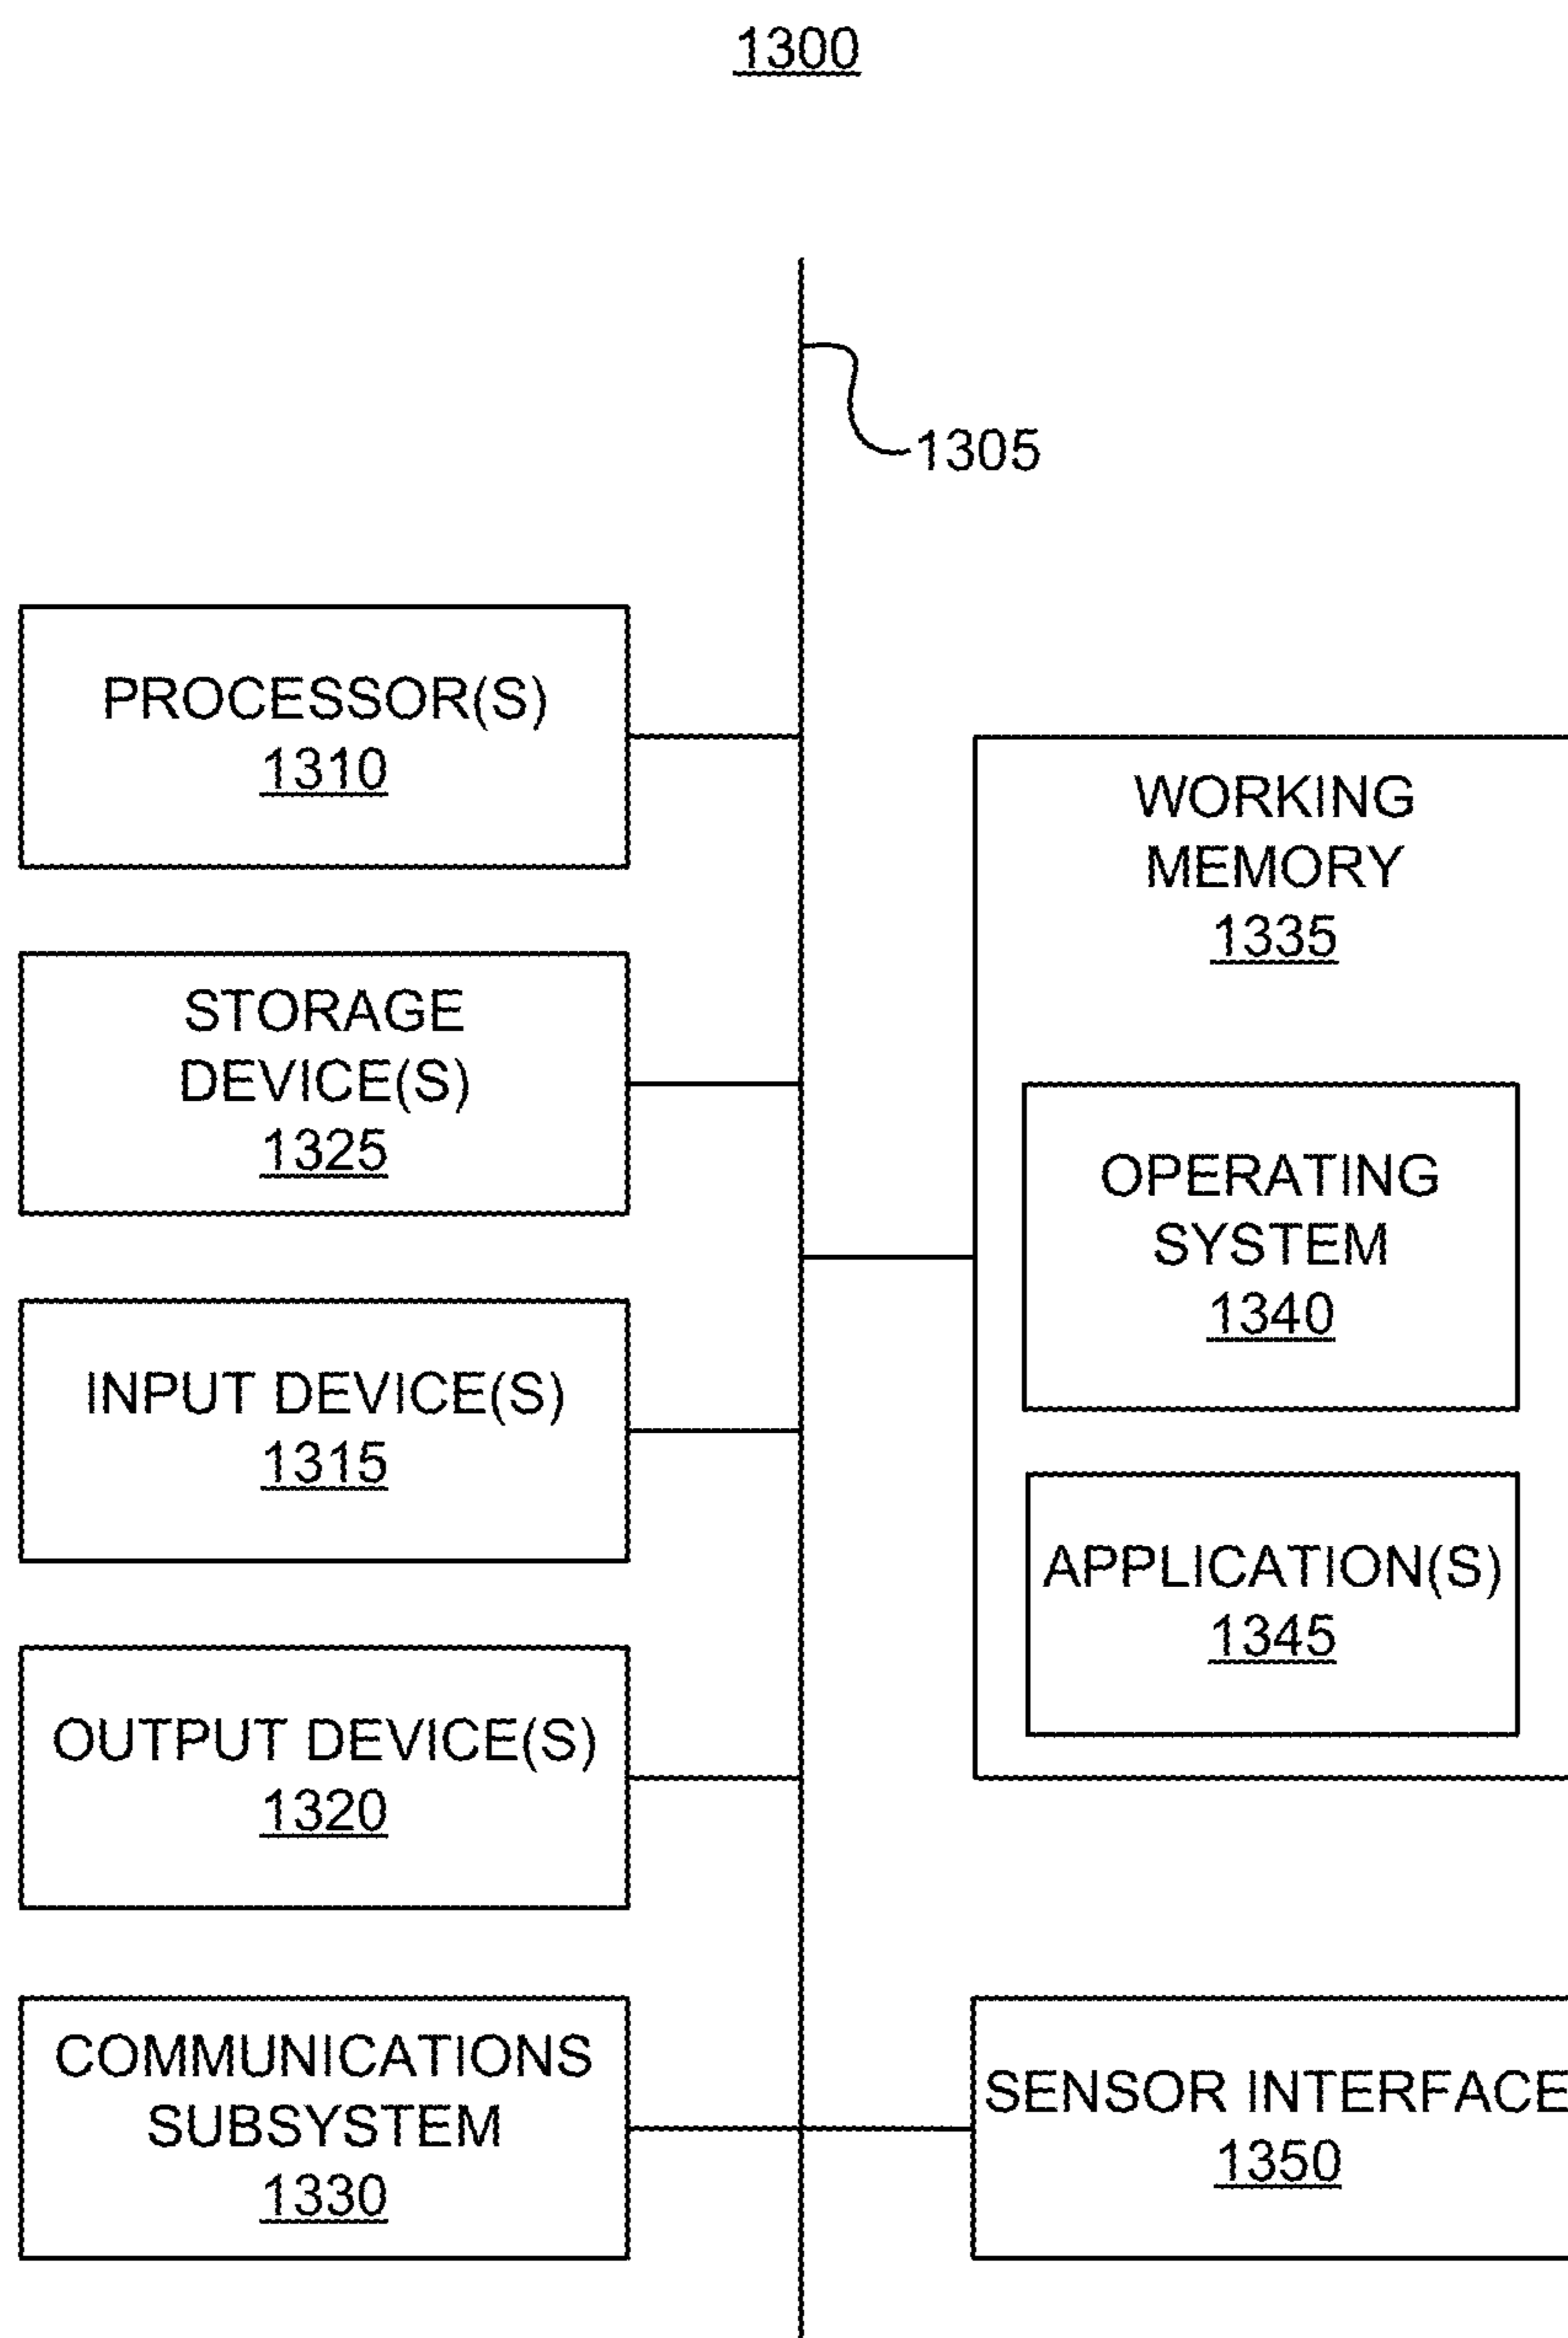 1300
1305
PROCESSOR(S)
1310
STORAGE
DEVICE(S)
1325
INPUT DEVICE(S)
1315
OUTPUT DEVICE(S)
1320
COMMUNICATIONS
SUBSYSTEM
1330
WORKING
MEMORY
1335
OPERATING
SYSTEM
1340
APPLICATION(S)
1345
SENSOR INTERFACE
1350